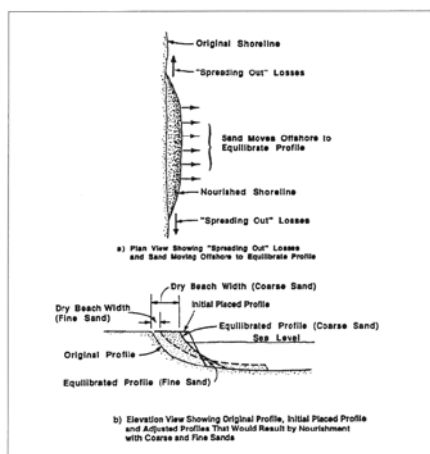 Original Shoreline
"Spreading Out" Losses
Sand Moves Offshore to
Equilibrate Profile
Nourished Shoreline
"Spreading Out" Losses
a) Plan View Showing "Spreading Out" Losses
and Sand Moving Offshore to Equilibrate Profile
Dry Beach Width (Coarse Sand)
Dry Beach Width
(Fine Sand)
Initial Placed Profile
Equilibrated Profile (Coarse Sand)
Sea Level
Original Profile
Equilibrated Profile (Fine Sand)
b) Elevation View Showing Original Profile, Initial Placed Profile
and Adjusted Profiles That Would Result by Nourishment
with Coarse and Fine Sands